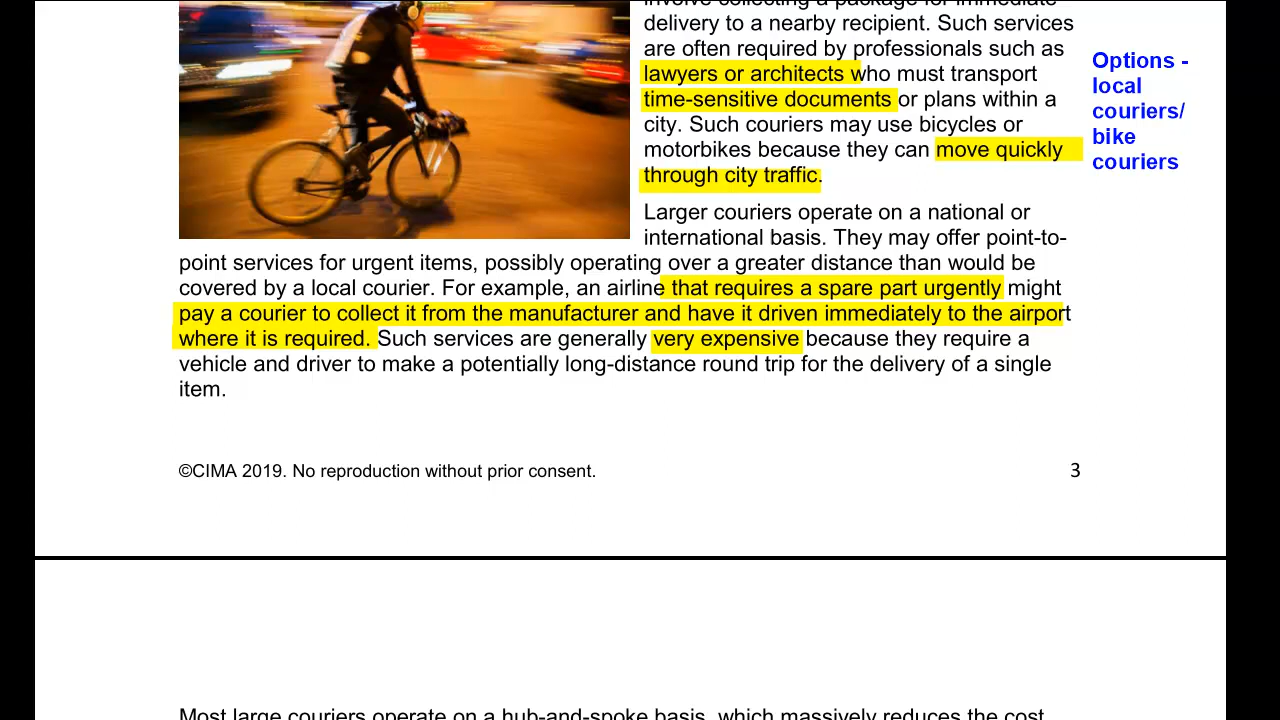 involve collecting a package for immediate
delivery to a nearby recipient. Such services
are often required by professionals such as
lawyers or architects who must transport
time-sensitive documents or plans within a
city. Such couriers may use bicycles or
motorbikes because they can move quickly
through city traffic.
Options -
local
couriers/
bike
couriers
Larger couriers operate on a national or
international basis. They may offer point-to-
point services for urgent items, possibly operating over a greater distance than would be
covered by a local courier. For example, an airline that requires a spare part urgently might
pay a courier to collect it from the manufacturer and have it driven immediately to the airport
where it is required. Such services are generally very expensive because they require a
vehicle and driver to make a potentially long-distance round trip for the delivery of a single
item.
©CIMA 2019. No reproduction without prior consent.
3
Most large couriers operate on a hub-and-spoke basis, which massively reduces the cost